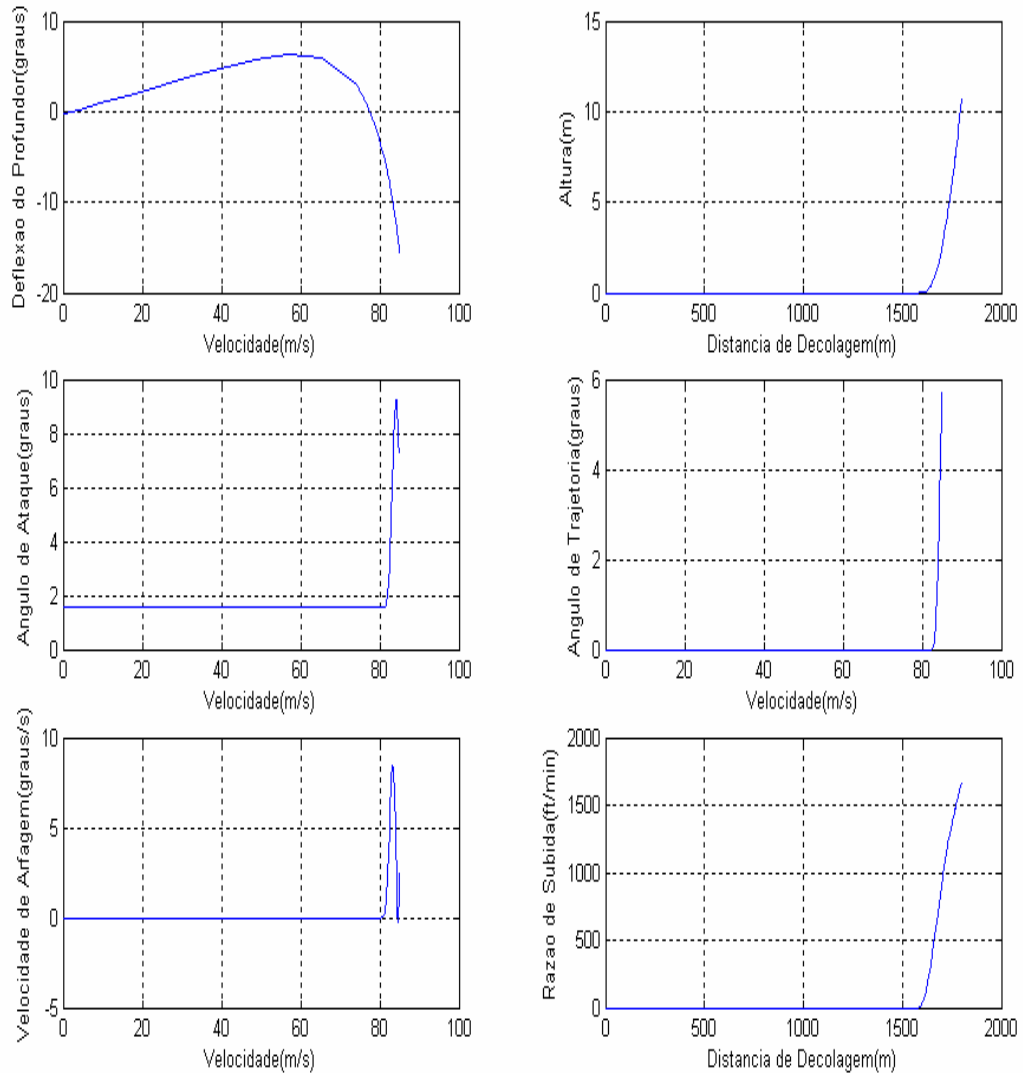 Deflexao do Profundor(graus)
10
0
-10
-20
0 20 40 60 80 100
Velocidade(m/s)
Altura(m)
15
10
5
0
0 500 1000 1500 2000
Distancia de Decolagem(m)
Angulo de Ataque(graus)
10
8
6
4
2
0
0 20 40 60 80 100
Velocidade(m/s)
Angulo de Trajetoria(graus)
6
4
2
0
0 20 40 60 80 100
Velocidade(m/s)
Velocidade de Arfagem(graus/s)
10
5
0
-5
0 20 40 60 80 100
Velocidade(m/s)
Razao de Subida(ft/min)
2000
1500
1000
500
0
0 500 1000 1500 2000
Distancia de Decolagem(m)